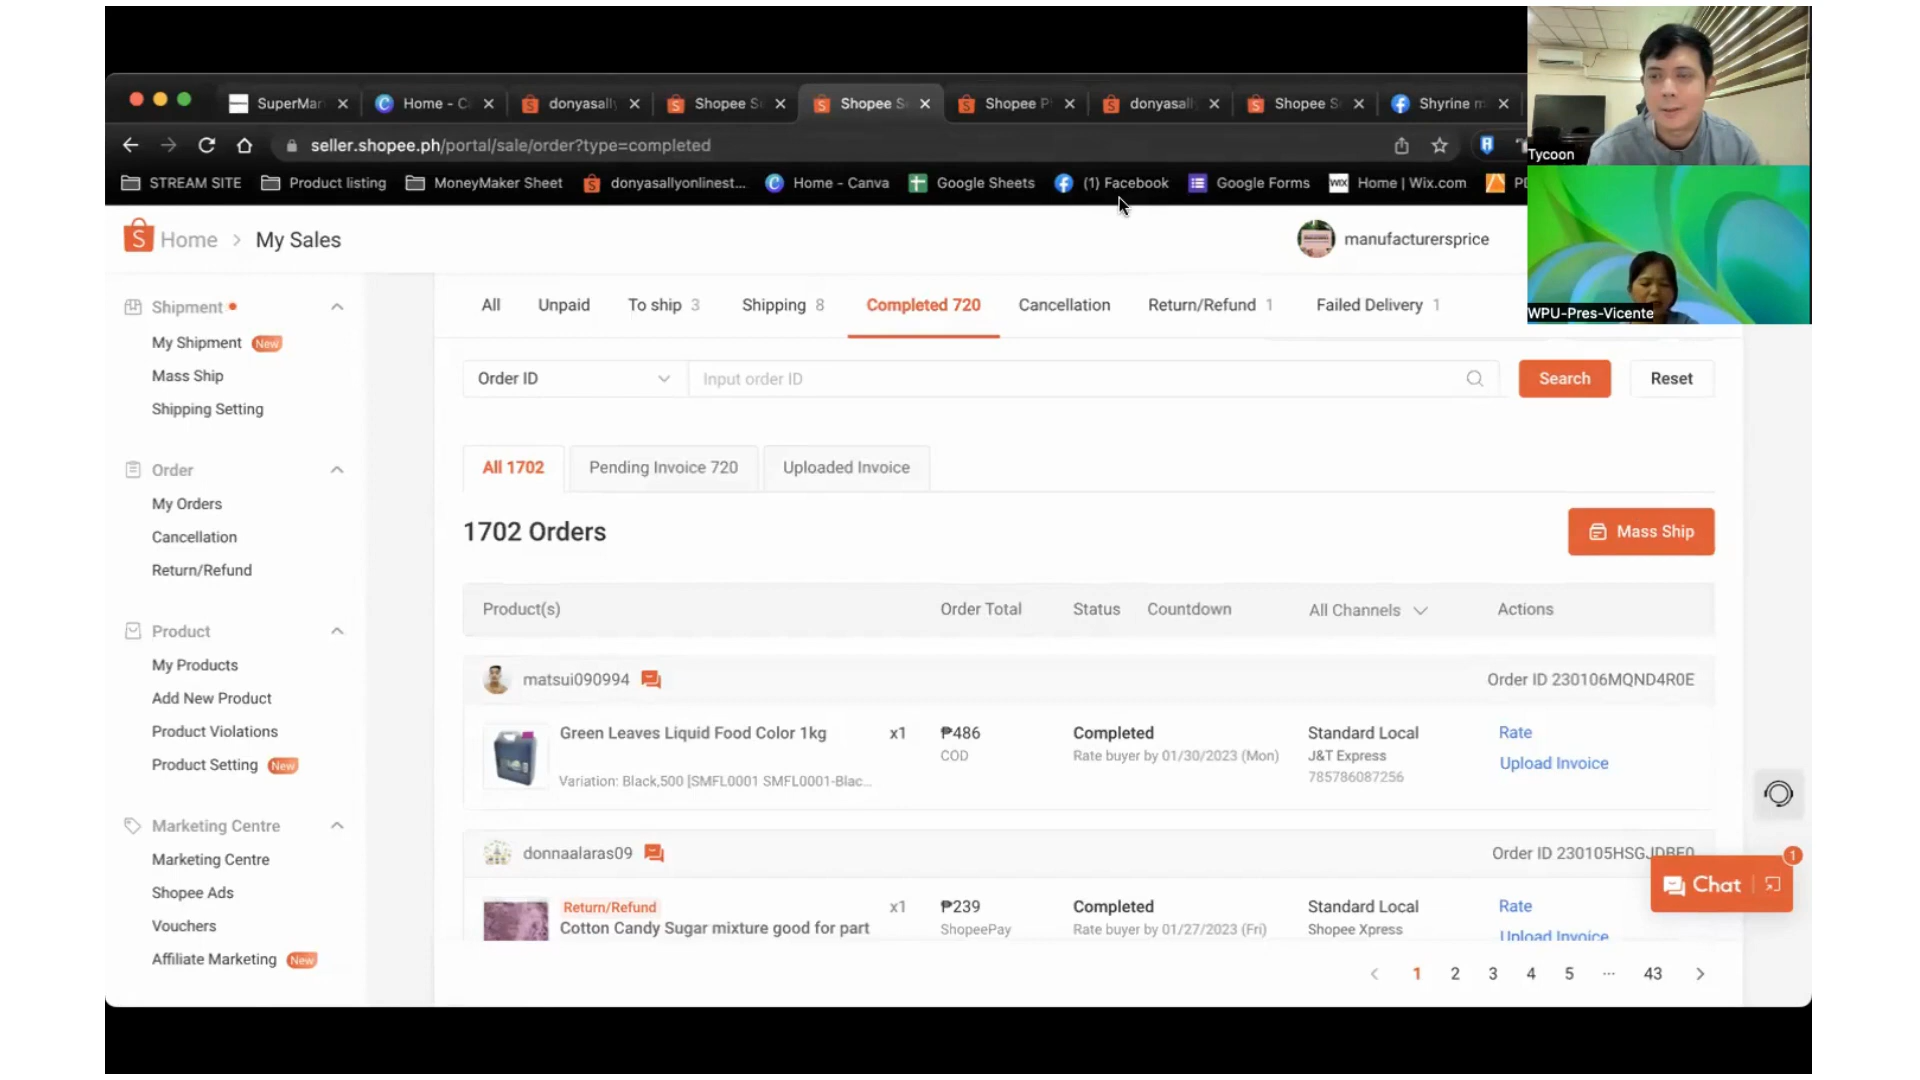 SuperMar
Home - C
donyasally
Shopee S
Shopee S
Shopee P
donyasall
Shopee S
Shyrine m
seller.shopee.ph/portal/sale/order?type=completed
STREAM SITE
Product listing
MoneyMaker Sheet
donyasallyonlinest...
Home - Canva
Google Sheets
(1) Facebook
Google Forms
WIX
Home | Wix.com
Tycoon
WPU-Pres-Vicente
Home > My Sales
manufacturersprice
Shipment
My Shipment New
Mass Ship
Shipping Setting
Order
My Orders
Cancellation
Return/Refund
Product
My Products
Add New Product
Product Violations
Product Setting New
Marketing Centre
Marketing Centre
Shopee Ads
Vouchers
Affiliate Marketing New
All
Unpaid
To ship 3
Shipping 8
Completed 720
Cancellation
Return/Refund 1
Failed Delivery 1
Order ID
Input order ID
Search
Reset
All 1702
Pending Invoice 720
Uploaded Invoice
1702 Orders
Mass Ship
Product(s)
Order Total
Status
Countdown
All Channels
Actions
matsui090994
Order ID 230106MQND4R0E
Green Leaves Liquid Food Color 1kg
x1
₱486
Completed
Standard Local
Rate
COD
Rate buyer by 01/30/2023 (Mon)
J&T Express
Upload Invoice
Variation: Black,500 [SMFL0001 SMFL0001-Blac...
785786087256
donnaalaras09
Order ID 230105HSGJDBE0
Return/Refund
x1
₱239
Completed
Standard Local
Rate
Cotton Candy Sugar mixture good for part
ShopeePay
Rate buyer by 01/27/2023 (Fri)
Shopee Xpress
Upload Invoice
Chat
1
< 1 2 3 4 5 ... 43 >